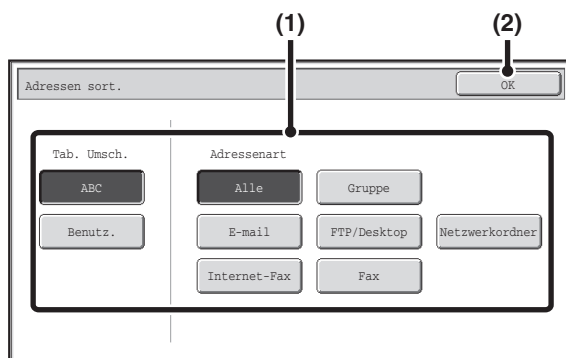 (1) (2)
Adressen sort. OK
Tab. Umsch. Adressenart
ABC Alle Gruppe
Benutz. E-mail FTP/Desktop Netzwerkordner
Internet-Fax Fax